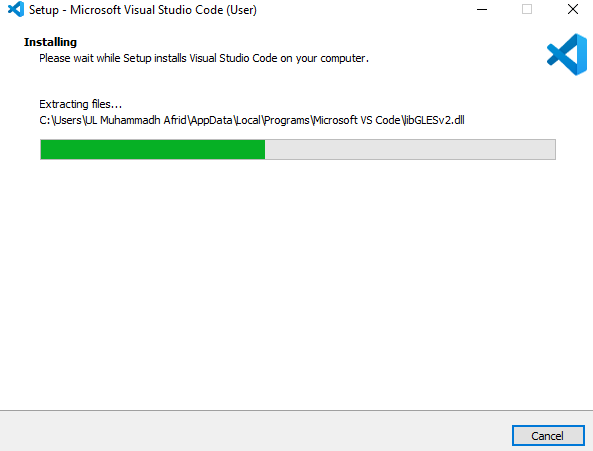 Setup - Microsoft Visual Studio Code (User)
Installing
Please wait while Setup installs Visual Studio Code on your computer.
Extracting files...
C:\Users\UL Muhammadh Afrid\AppData\Local\Programs\Microsoft VS Code\libGLESv2.dll
Cancel